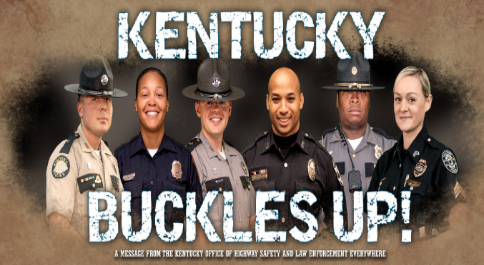 KENTUCKY
BUCKLES UP!
A MESSAGE FROM THE KENTUCKY OFFICE OF HIGHWAY SAFETY AND LAW ENFORCEMENT EVERYWHERE